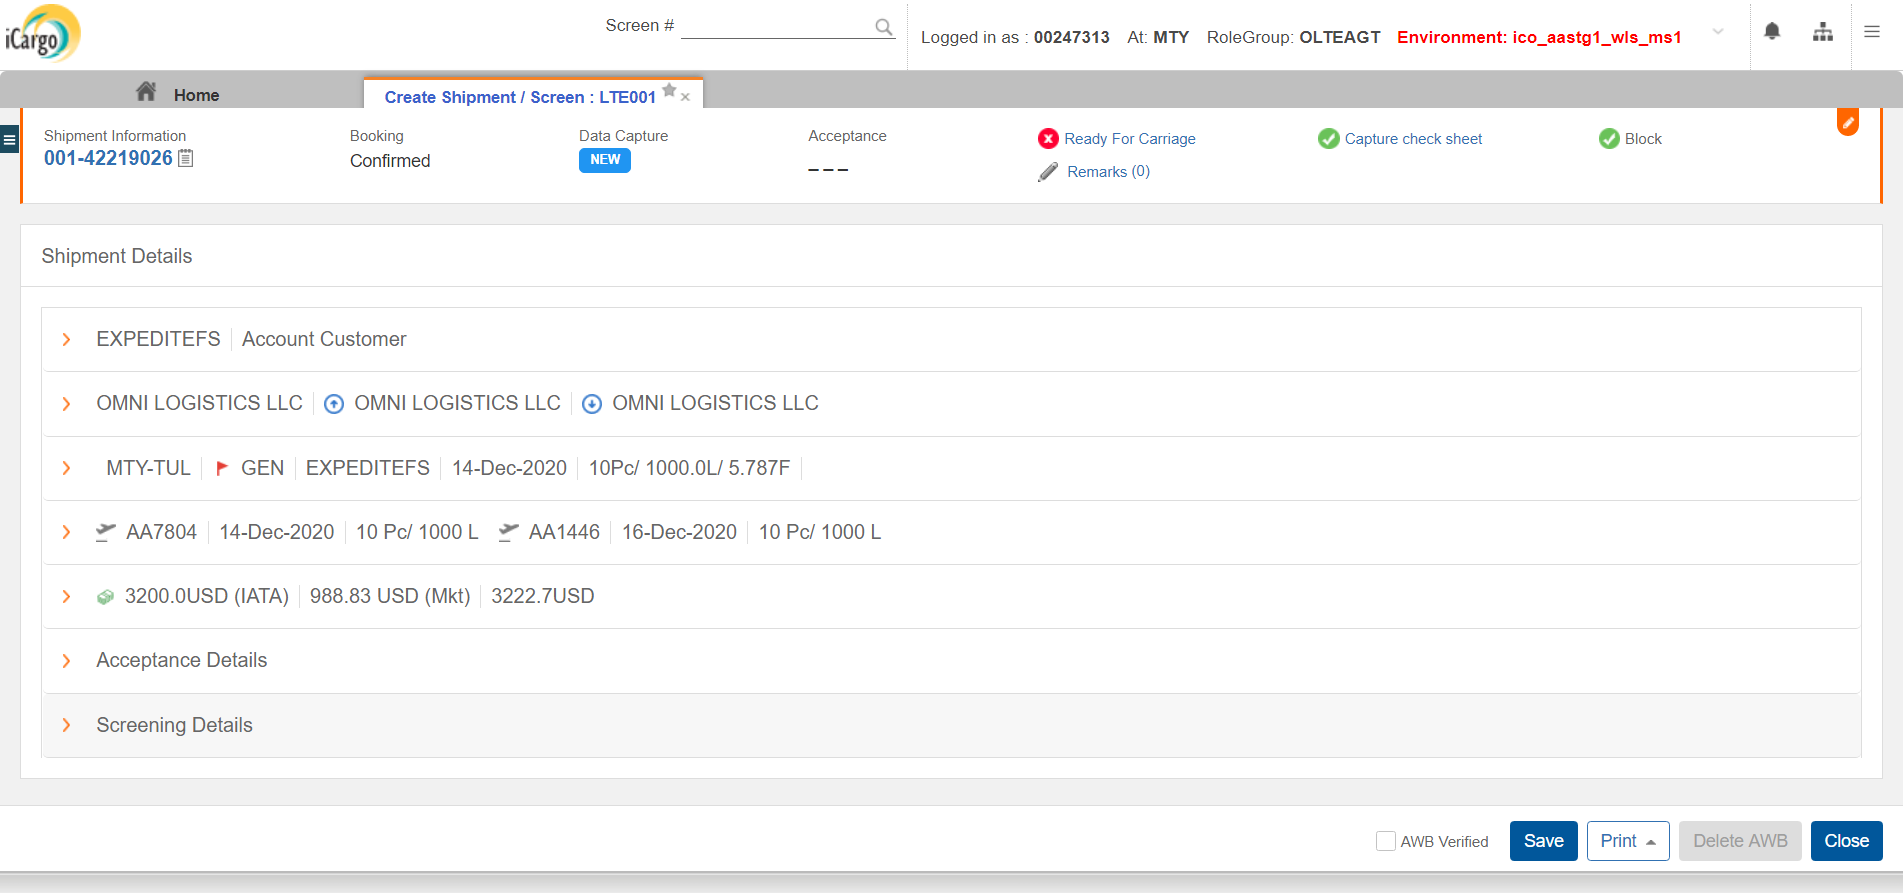 iCargo
Screen #
Logged in as : 00247313 At: MTY RoleGroup: OLTEAGT Environment: ico_aastg1_wls_ms1
Home
Create Shipment / Screen : LTE001
Shipment Information
001-42219026
Booking
Confirmed
Data Capture
NEW
Acceptance
---
Ready For Carriage
Remarks (0)
Capture check sheet
Block
Shipment Details
EXPEDITEFS Account Customer
OMNI LOGISTICS LLC OMNI LOGISTICS LLC OMNI LOGISTICS LLC
MTY-TUL GEN EXPEDITEFS 14-Dec-2020 10Pc/ 1000.0L/ 5.787F
AA7804 14-Dec-2020 10 Pc/ 1000 L AA1446 16-Dec-2020 10 Pc/ 1000 L
3200.0USD (IATA) 988.83 USD (Mkt) 3222.7USD
Acceptance Details
Screening Details
AWB Verified Save Print Delete AWB Close